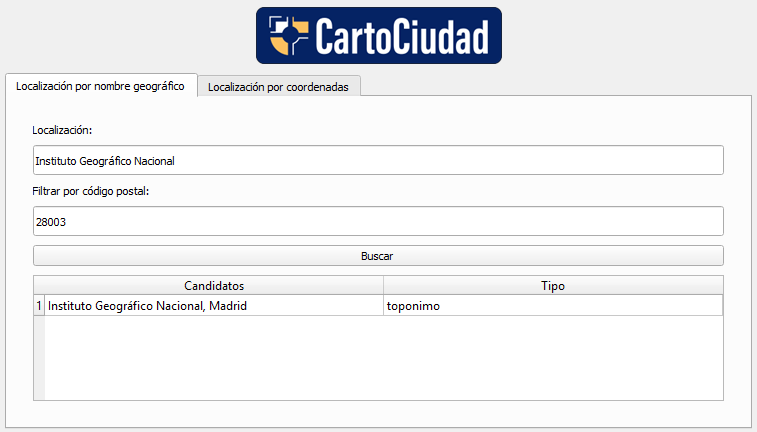 CartoCiudad
Localización por nombre geográfico
Localización por coordenadas
Localización:
Instituto Geográfico Nacional
Filtrar por código postal:
28003
Buscar
Candidatos Tipo
1 Instituto Geográfico Nacional, Madrid toponimo